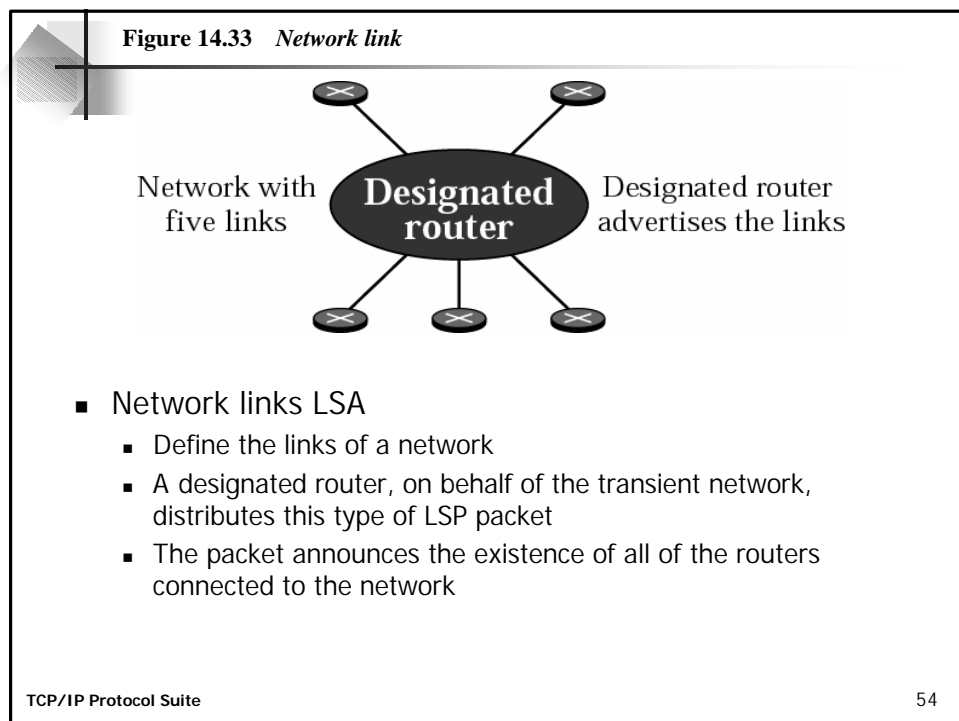 Figure 14.33 Network link
Network with
five links
Designated
router
Designated router
advertises the links
Network links LSA
Define the links of a network
A designated router, on behalf of the transient network,
distributes this type of LSP packet
The packet announces the existence of all of the routers
connected to the network
TCP/IP Protocol Suite
54